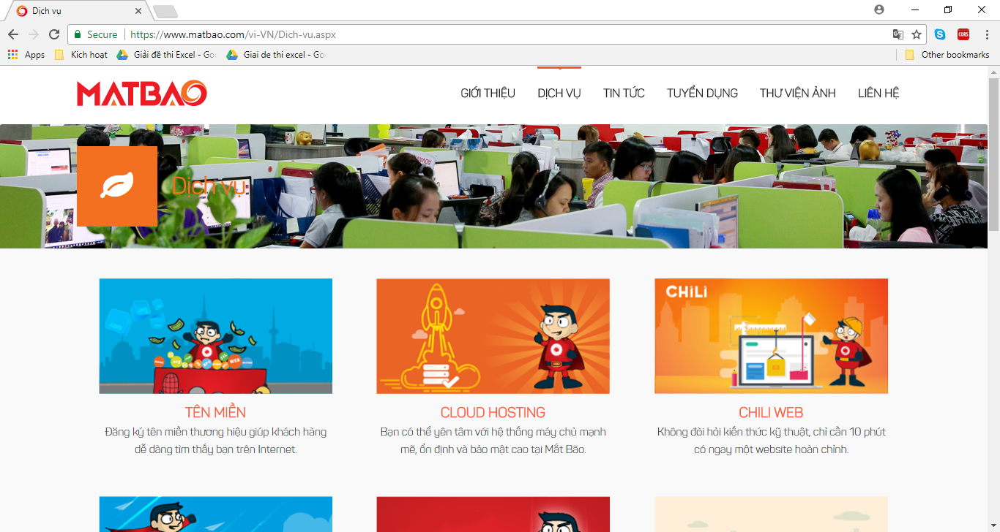 Dịch vụ
Secure
https://www.matbao.com/vi-VN/Dich-vu.aspx
CORS
Apps
Kich hoạt
Giải đề thi Excel - Goo
Giai de thi excel - Goo
Other bookmarks
MATBAO
GIỚI THIỆU
DỊCH VỤ
TIN TỨC
TUYỂN DỤNG
THƯ VIỆN ẢNH
LIÊN HỆ
Dịch vụ
CHILI
TÊN MIỀN
Đăng ký tên miền thương hiệu giúp khách hàng
dễ dàng tìm thấy bạn trên Internet.
CLOUD HOSTING
Bạn có thể yên tâm với hệ thống máy chủ mạnh
mẽ, ổn định và bảo mật cao tại Mắt Bão.
CHILI WEB
Không đòi hỏi kiến thức kỹ thuật, chỉ cần 10 phút
có ngay một website hoàn chỉnh.